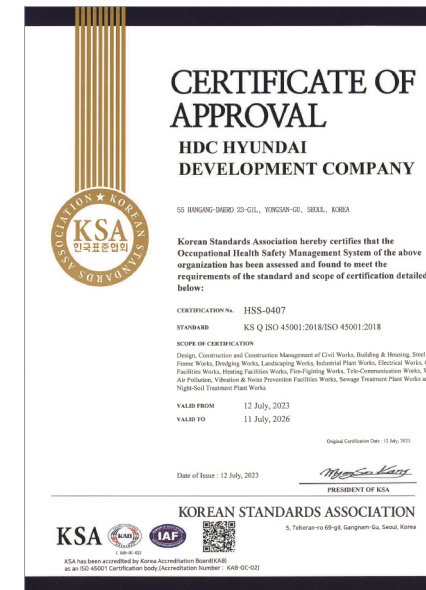 CERTIFICATE OF
APPROVAL
HDC HYUNDAI
DEVELOPMENT COMPANY
55 HANGANG-DAERO 23-GIL, YONGSAN-GU, SEOUL, KOREA
ASSOCIATION ★ KOREAN STANDARDS
KSA
한국표준협회
Korean Standards Association hereby certifies that the
Occupational Health Safety Management System of the above
organization has been assessed and found to meet the
requirements of the standard and scope of certification detailed
below:
CERTIFICATION No. HSS-0407
STANDARD KS Q ISO 45001:2018/ISO 45001:2018
SCOPE OF CERTIFICATION
Design, Construction and Construction Management of Civil Works, Building & Housing, Steel
Frame Works, Dredging Works, Landscaping Works, Industrial Plant Works, Electrical Works,
Facilities Works, Heating Facilities Works, Fire-Fighting Works, Tele-Communication Works,
Air Pollution, Vibration & Noise Prevention Facilities Works, Sewage Treatment Plant Works
Night-Soil Treatment Plant Works
VALID FROM 12 July, 2023
VALID TO 11 July, 2026
Original Certification Date : 12 July, 2023
Date of Issue : 12 July, 2023
PRESIDENT OF KSA
KOREAN STANDARDS ASSOCIATION
5, Teheran-ro 69-gil, Gangnam-Gu, Seoul, Korea
KSA KAB IAF
KSA has been accredited by Korea Accreditation Board(KAB)
as an ISO 45001 Certification body.(Accreditation Number : KAB-OC-02)